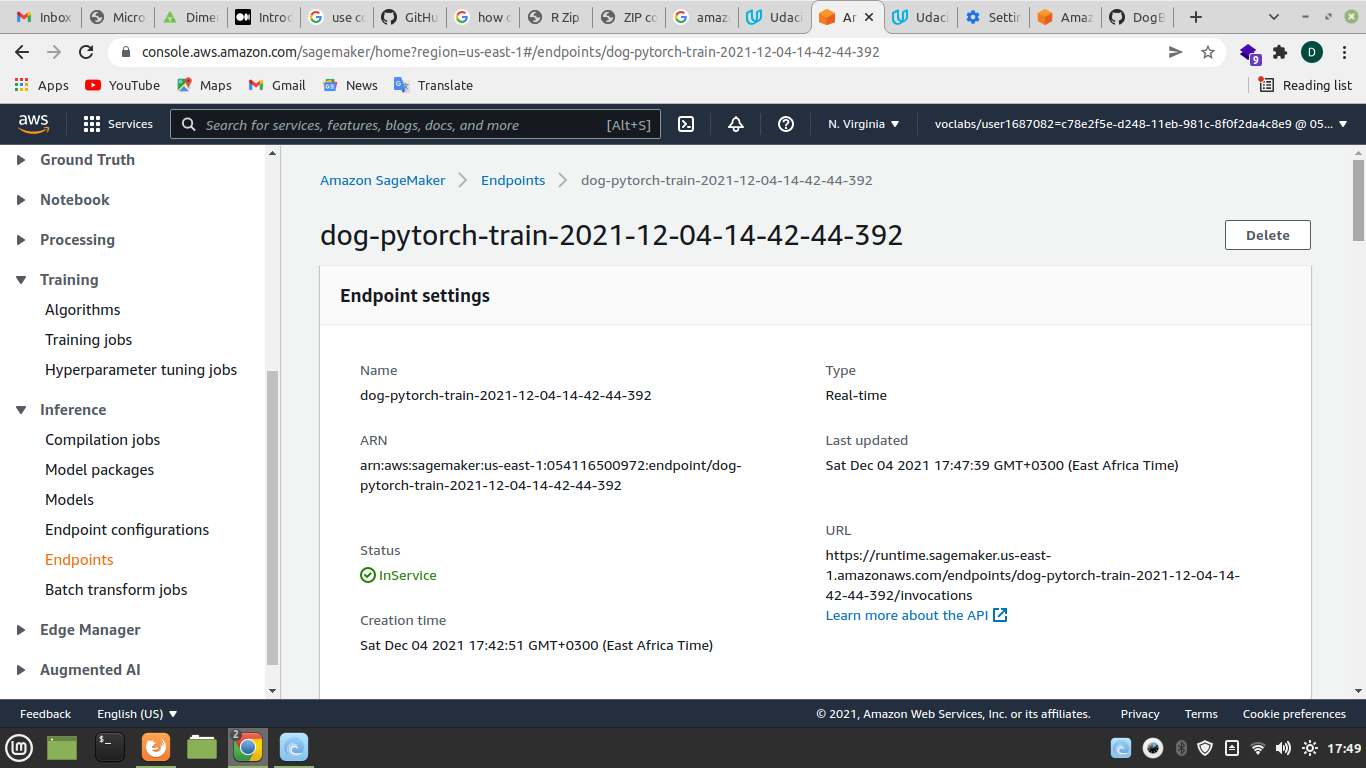 Inbox
Micro
Dimer
Introd
use co
GitHu
how c
R Zip
ZIP co
amaz
Udaci
Ar
Udaci
Settin
Amaz
DogB
console.aws.amazon.com/sagemaker/home?region=us-east-1#/endpoints/dog-pytorch-train-2021-12-04-14-42-44-392
9
D
Apps YouTube Maps Gmail News Translate Reading list
aws Services Search for services, features, blogs, docs, and more [Alt+S] N. Virginia voclabs/user1687082=c78e2f5e-d248-11eb-981c-8f0f2da4c8e9 @ 05...
Ground Truth
Notebook
Processing
Training
Algorithms
Training jobs
Hyperparameter tuning jobs
Inference
Compilation jobs
Model packages
Models
Endpoint configurations
Endpoints
Batch transform jobs
Edge Manager
Augmented AI
Amazon SageMaker Endpoints dog-pytorch-train-2021-12-04-14-42-44-392
dog-pytorch-train-2021-12-04-14-42-44-392
Delete
Endpoint settings
Name
dog-pytorch-train-2021-12-04-14-42-44-392
ARN
arn:aws:sagemaker:us-east-1:054116500972:endpoint/dog-
pytorch-train-2021-12-04-14-42-44-392
Status
InService
Creation time
Sat Dec 04 2021 17:42:51 GMT+0300 (East Africa Time)
Type
Real-time
Last updated
Sat Dec 04 2021 17:47:39 GMT+0300 (East Africa Time)
URL
https://runtime.sagemaker.us-east-
1.amazonaws.com/endpoints/dog-pytorch-train-2021-12-04-14-
42-44-392/invocations
Learn more about the API
Feedback English (US) © 2021, Amazon Web Services, Inc. or its affiliates. Privacy Terms Cookie preferences
$_
2
17:49